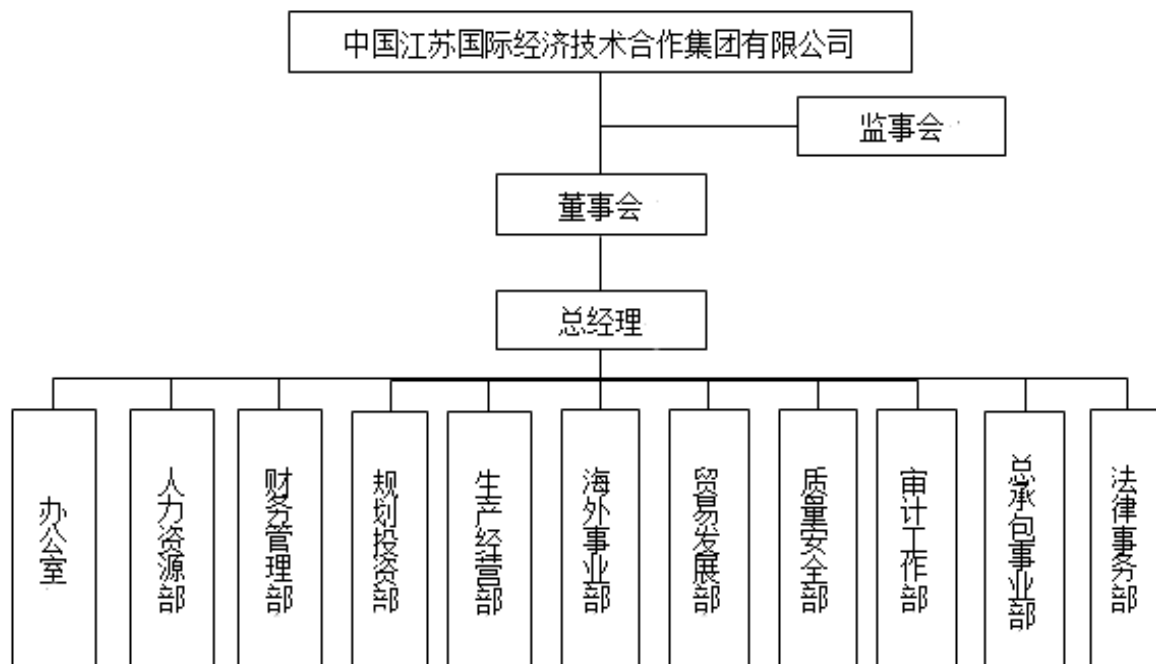 中国江苏国际经济技术合作集团有限公司
监事会
董事会
总经理
办公室
人力资源部
财务管理部
规划投资部
生产经营部
海外事业部
贸易发展部
质量安全部
审计工作部
总承包事业部
法律事务部